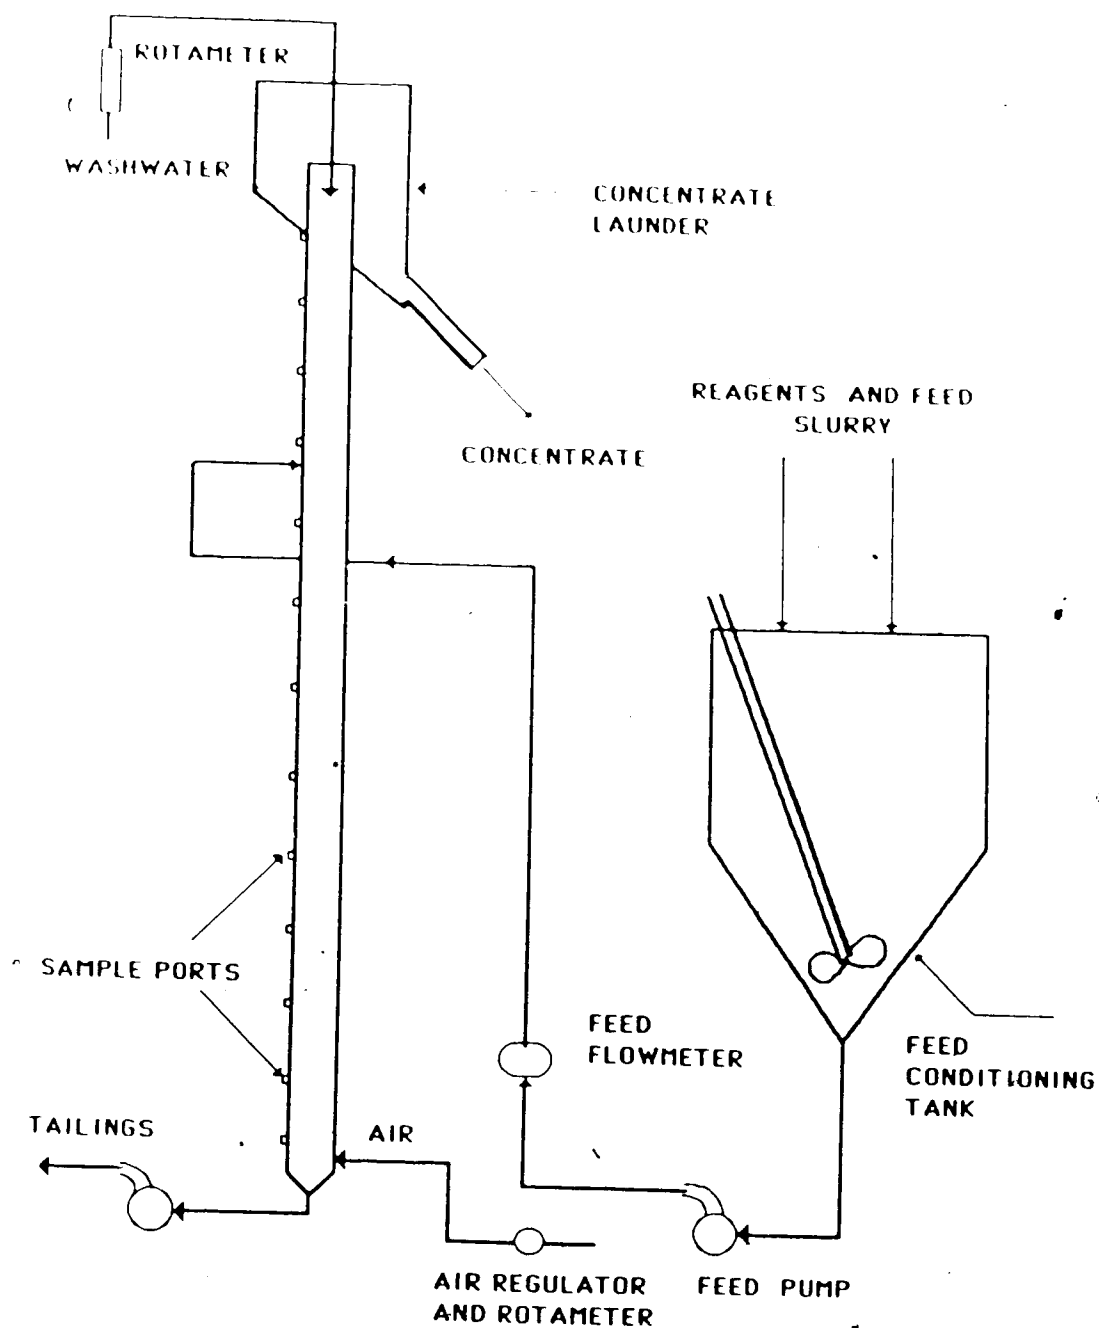 ROTAMETER
WASHWATER
CONCENTRATE
LAUNDER
REAGENTS AND FEED
SLURRY
CONCENTRATE
SAMPLE PORTS
FEED
FLOWMETER
FEED
CONDITIONING
TANK
TAILINGS
AIR
AIR REGULATOR
AND ROTAMETER
FEED PUMP